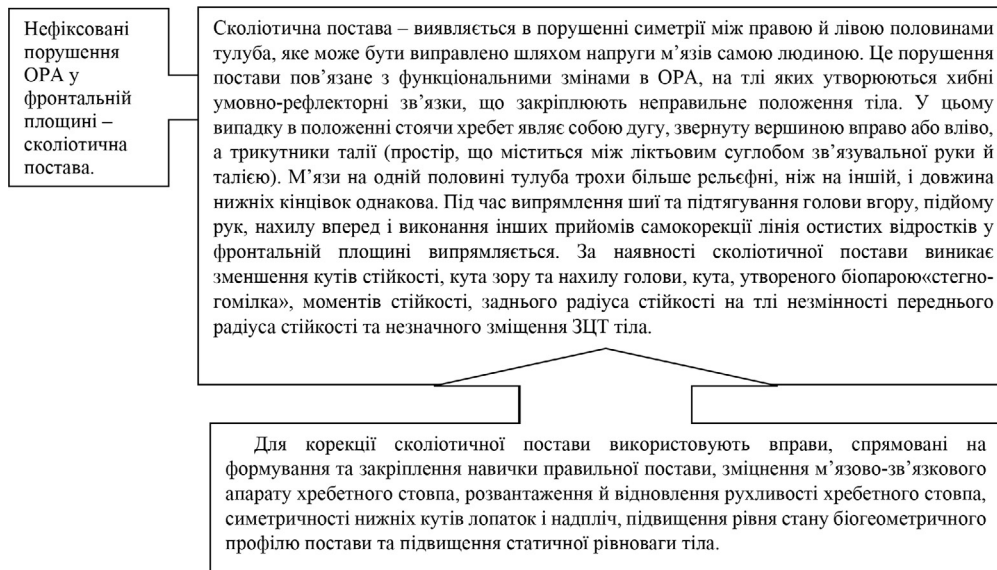 Нефіксовані
порушення
ОРА у
фронтальній
площині –
сколіотична
постава.
Сколіотична постава – виявляється в порушенні симетрії між правою й лівою половинами
тулуба, яке може бути виправлено шляхом напруги м’язів самою людиною. Це порушення
постави пов’язане з функціональними змінами в ОРА, на тлі яких утворюються хибні
умовно-рефлекторні зв’язки, що закріплюють неправильне положення тіла. У цьому
випадку в положенні стоячи хребет являє собою дугу, звернуту вершиною вправо або вліво,
а трикутники талії (простір, що міститься між ліктьовим суглобом зв’язувальної руки й
талією). М’язи на одній половині тулуба трохи більше рельєфні, ніж на іншій, і довжина
нижніх кінцівок однакова. Під час випрямлення шиї та підтягування голови вгору, підйому
рук, нахилу вперед і виконання інших прийомів самокорекції лінія остистих відростків у
фронтальній площині випрямляється. За наявності сколіотичної постави виникає
зменшення кутів стійкості, кута зору та нахилу голови, кута, утвореного біопарою«стегно-
гомілка», моментів стійкості, заднього радіуса стійкості на тлі незмінності переднього
радіуса стійкості та незначного зміщення ЗЦТ тіла.
Для корекції сколіотичної постави використовують вправи, спрямовані на
формування та закріплення навички правильної постави, зміцнення м’язово-зв’язкового
апарату хребетного стовпа, розвантаження й відновлення рухливості хребетного стовпа,
симетричності нижніх кутів лопаток і надпліч, підвищення рівня стану біогеометричного
профілю постави та підвищення статичної рівноваги тіла.